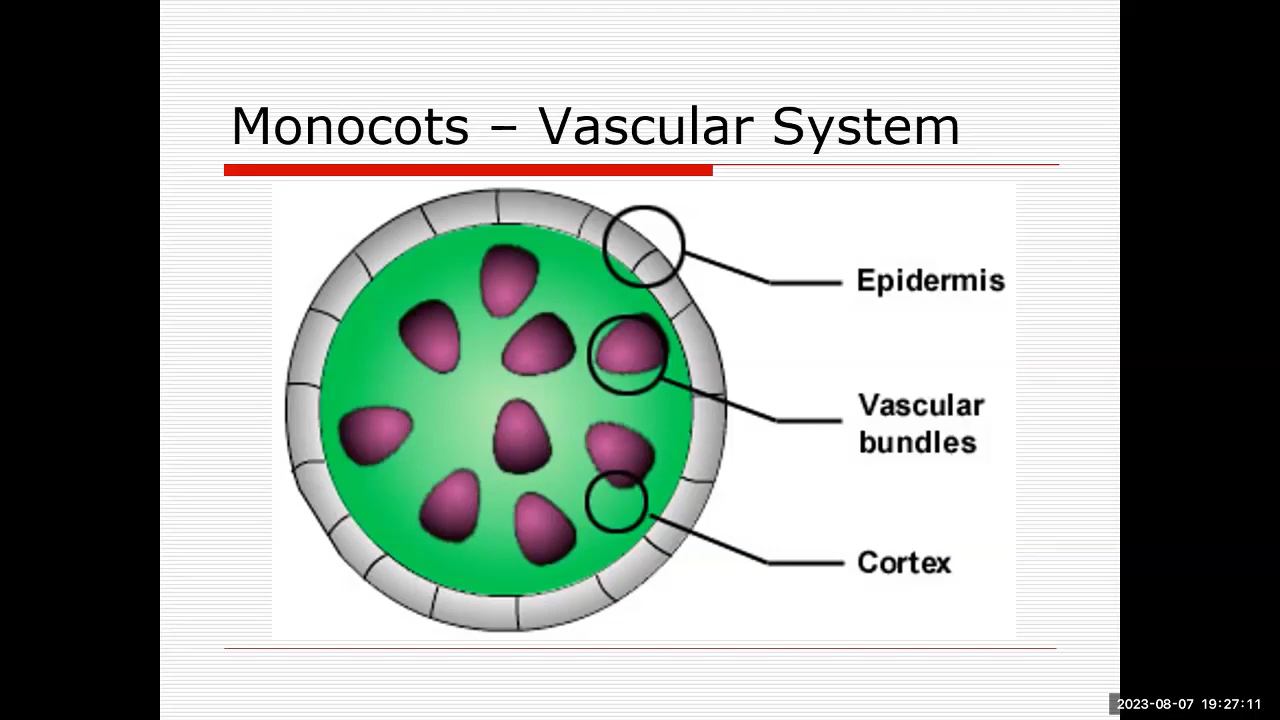 Monocots – Vascular System
Epidermis
Vascular
bundles
Cortex
2023-08-07 19:27:11